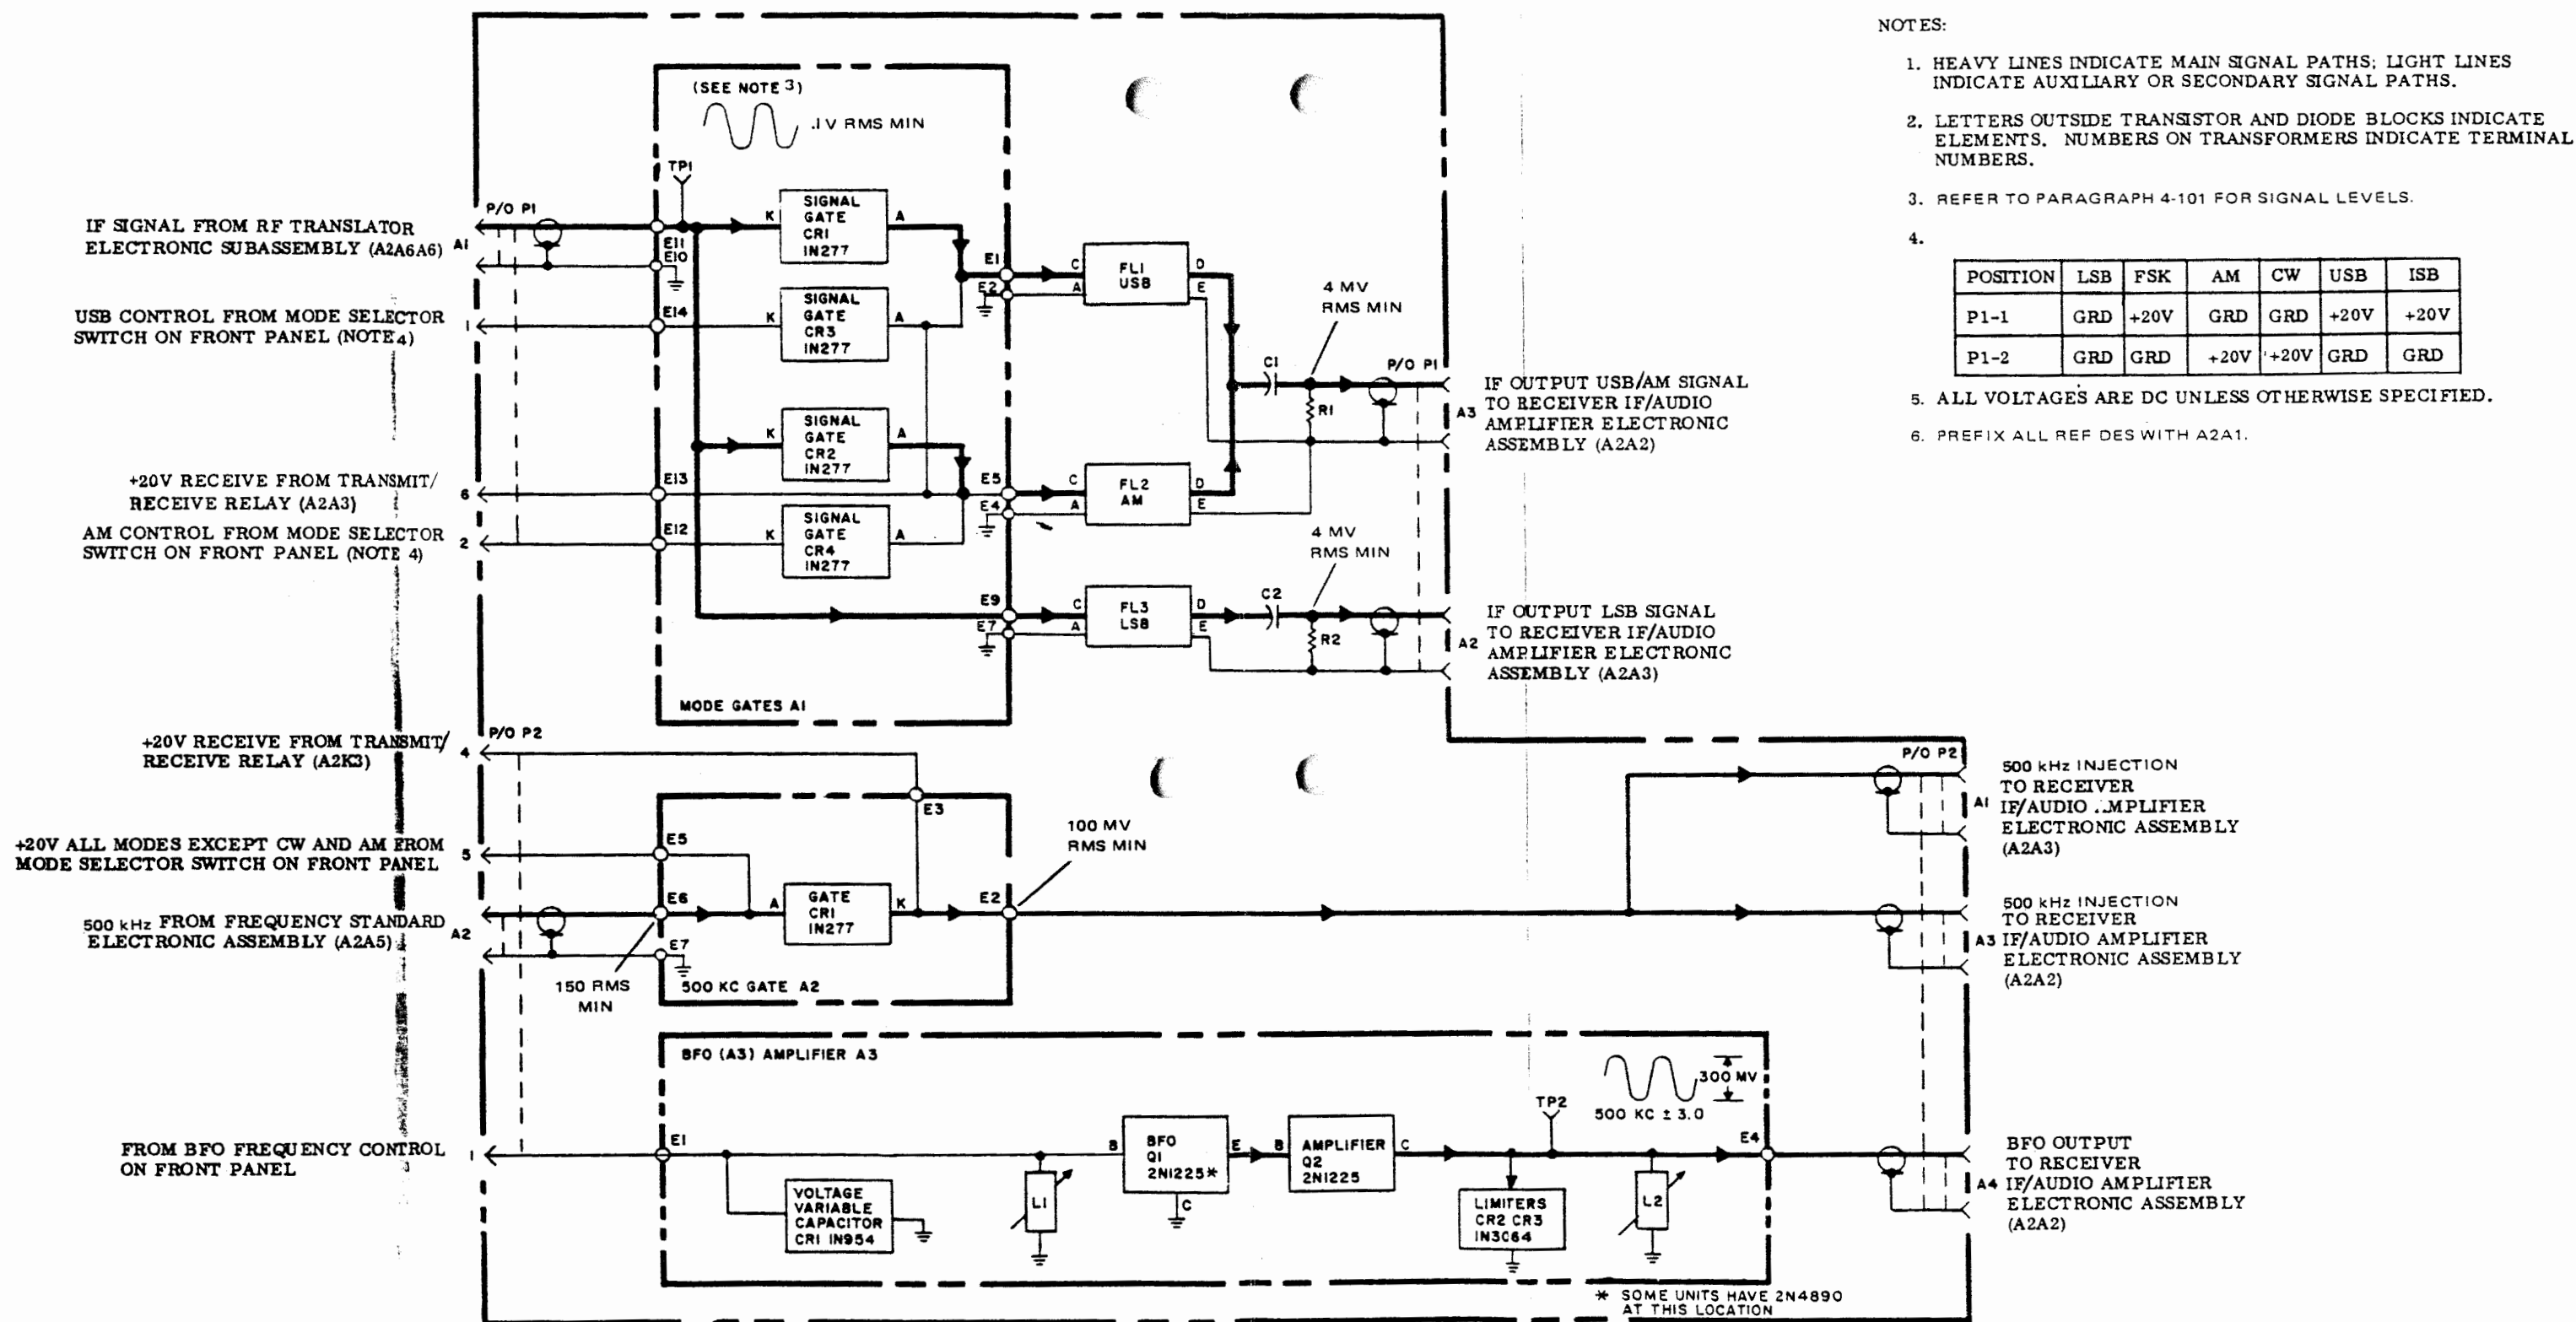 NOTES:
1. HEAVY LINES INDICATE MAIN SIGNAL PATHS; LIGHT LINES
INDICATE AUXILIARY OR SECONDARY SIGNAL PATHS.
2. LETTERS OUTSIDE TRANSISTOR AND DIODE BLOCKS INDICATE
ELEMENTS. NUMBERS ON TRANSFORMERS INDICATE TERMINAL
NUMBERS.
3. REFER TO PARAGRAPH 4-101 FOR SIGNAL LEVELS.
4.
POSITION LSB FSK AM CW USB ISB
P1-1 GRD +20V GRD GRD +20V +20V
P1-2 GRD GRD +20V +20V GRD GRD
5. ALL VOLTAGES ARE DC UNLESS OTHERWISE SPECIFIED.
6. PREFIX ALL REF DES WITH A2A1.
(SEE NOTE 3)
.1V RMS MIN
TP1
P/O P1
IF SIGNAL FROM RF TRANSLATOR
ELECTRONIC SUBASSEMBLY (A2A6A6)
A1
E11
E10
K
SIGNAL
GATE
CR1
IN277
A
E1
E2
C
A
FL1
USB
D
E
USB CONTROL FROM MODE SELECTOR
SWITCH ON FRONT PANEL (NOTE 4)
1
E14
K
SIGNAL
GATE
CR3
IN277
A
4 MV
RMS MIN
C1
R1
P/O P1
A3
IF OUTPUT USB/AM SIGNAL
TO RECEIVER IF/AUDIO
AMPLIFIER ELECTRONIC
ASSEMBLY (A2A2)
K
SIGNAL
GATE
CR2
IN277
A
+20V RECEIVE FROM TRANSMIT/
RECEIVE RELAY (A2A3)
6
E13
E5
E4
C
A
FL2
AM
D
E
AM CONTROL FROM MODE SELECTOR
SWITCH ON FRONT PANEL (NOTE 4)
2
E12
K
SIGNAL
GATE
CR4
IN277
A
4 MV
RMS MIN
E9
E7
C
A
FL3
LSB
D
E
C2
R2
A2
IF OUTPUT LSB SIGNAL
TO RECEIVER IF/AUDIO
AMPLIFIER ELECTRONIC
ASSEMBLY (A2A3)
MODE GATES A1
P/O P2
+20V RECEIVE FROM TRANSMIT/
RECEIVE RELAY (A2K3)
4
E3
+20V ALL MODES EXCEPT CW AND AM FROM
MODE SELECTOR SWITCH ON FRONT PANEL
5
E5
500 kHz FROM FREQUENCY STANDARD
ELECTRONIC ASSEMBLY (A2A5)
A2
E6
E7
A
GATE
CR1
IN277
K
E2
100 MV
RMS MIN
150 RMS
MIN
500 KC GATE A2
P/O P2
A1
500 kHz INJECTION
TO RECEIVER
IF/AUDIO .MPLIFIER
ELECTRONIC ASSEMBLY
(A2A3)
A3
500 kHz INJECTION
TO RECEIVER
IF/AUDIO AMPLIFIER
ELECTRONIC ASSEMBLY
(A2A2)
BFO (A3) AMPLIFIER A3
FROM BFO FREQUENCY CONTROL
ON FRONT PANEL
1
E1
VOLTAGE
VARIABLE
CAPACITOR
CR1 IN954
L1
B
BFO
Q1
2N1225*
E
C
B
AMPLIFIER
Q2
2N1225
C
TP2
LIMITERS
CR2 CR3
IN3064
L2
300 MV
500 KC ± 3.0
E4
A4
BFO OUTPUT
TO RECEIVER
IF/AUDIO AMPLIFIER
ELECTRONIC ASSEMBLY
(A2A2)
* SOME UNITS HAVE 2N4890
AT THIS LOCATION